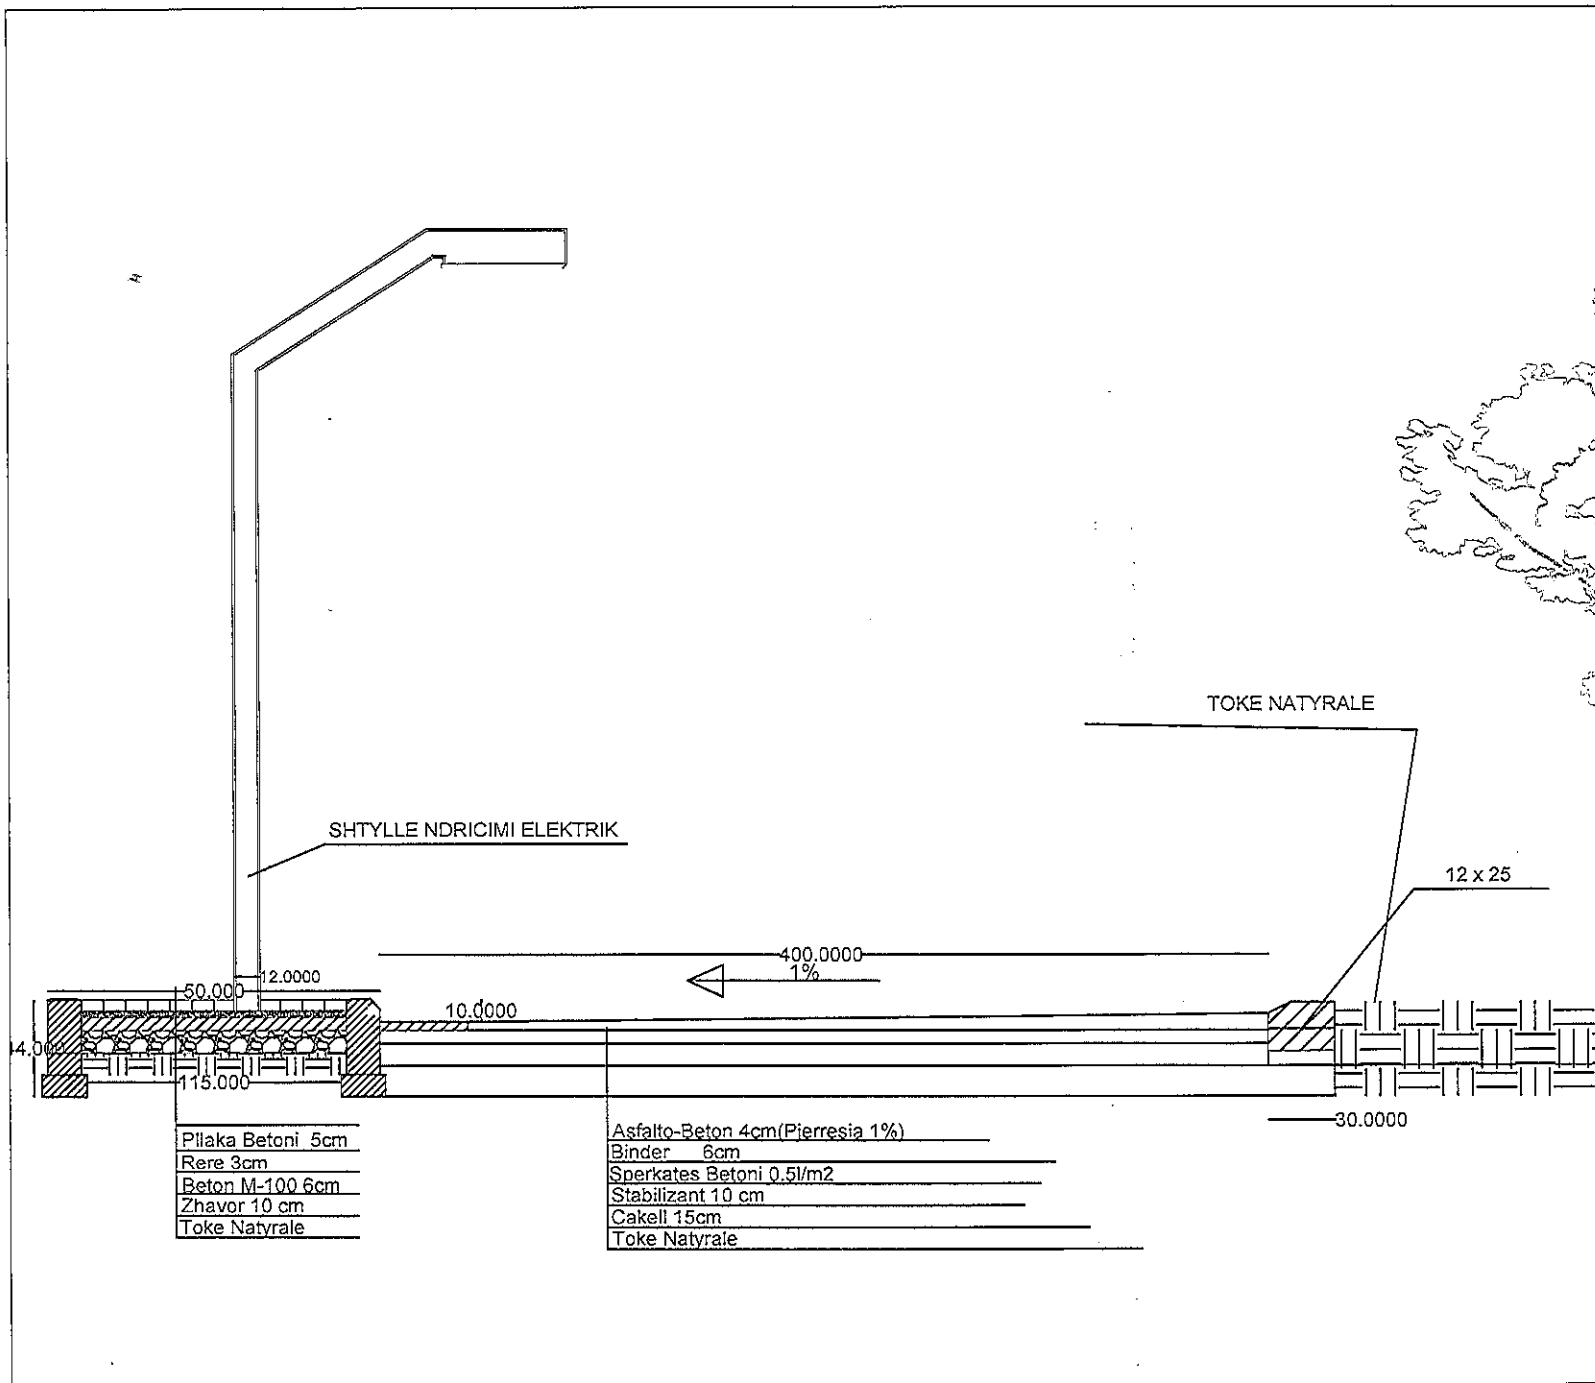 TOKE NATYRALE
SHTYLLE NDRICIMI ELEKTRIK
12 x 25
400.0000
1%
12.0000
50.000
10.0000
115.000
30.0000
Pllaka Betoni 5cm
Rere 3cm
Beton M-100 6cm
Zhavor 10 cm
Toke Natyrale
Asfalto-Beton 4cm(Pjerresia 1%)
Binder 6cm
Sperkates Betoni 0.5l/m2
Stabilizant 10 cm
Cakell 15cm
Toke Natyrale